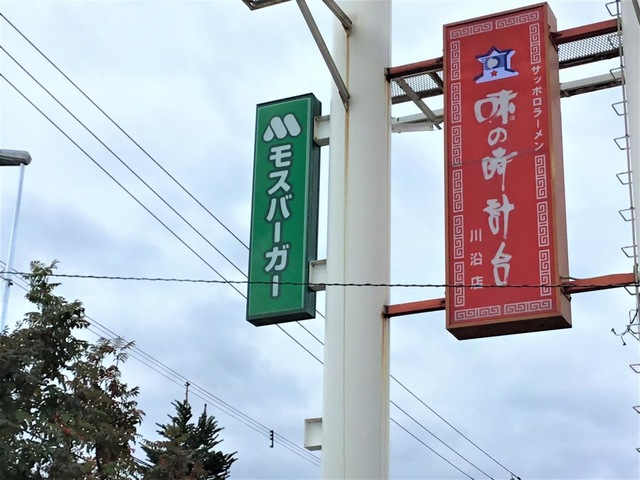 モスバーガー
サッポロラーメン
味の時計台
川沿店